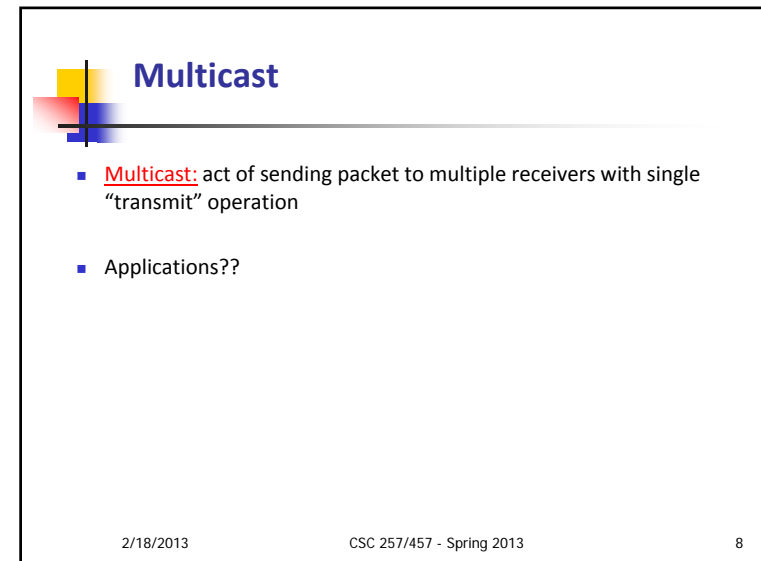 Multicast
Multicast: act of sending packet to multiple receivers with single
“transmit” operation
Applications??
2/18/2013 CSC 257/457 - Spring 2013 8